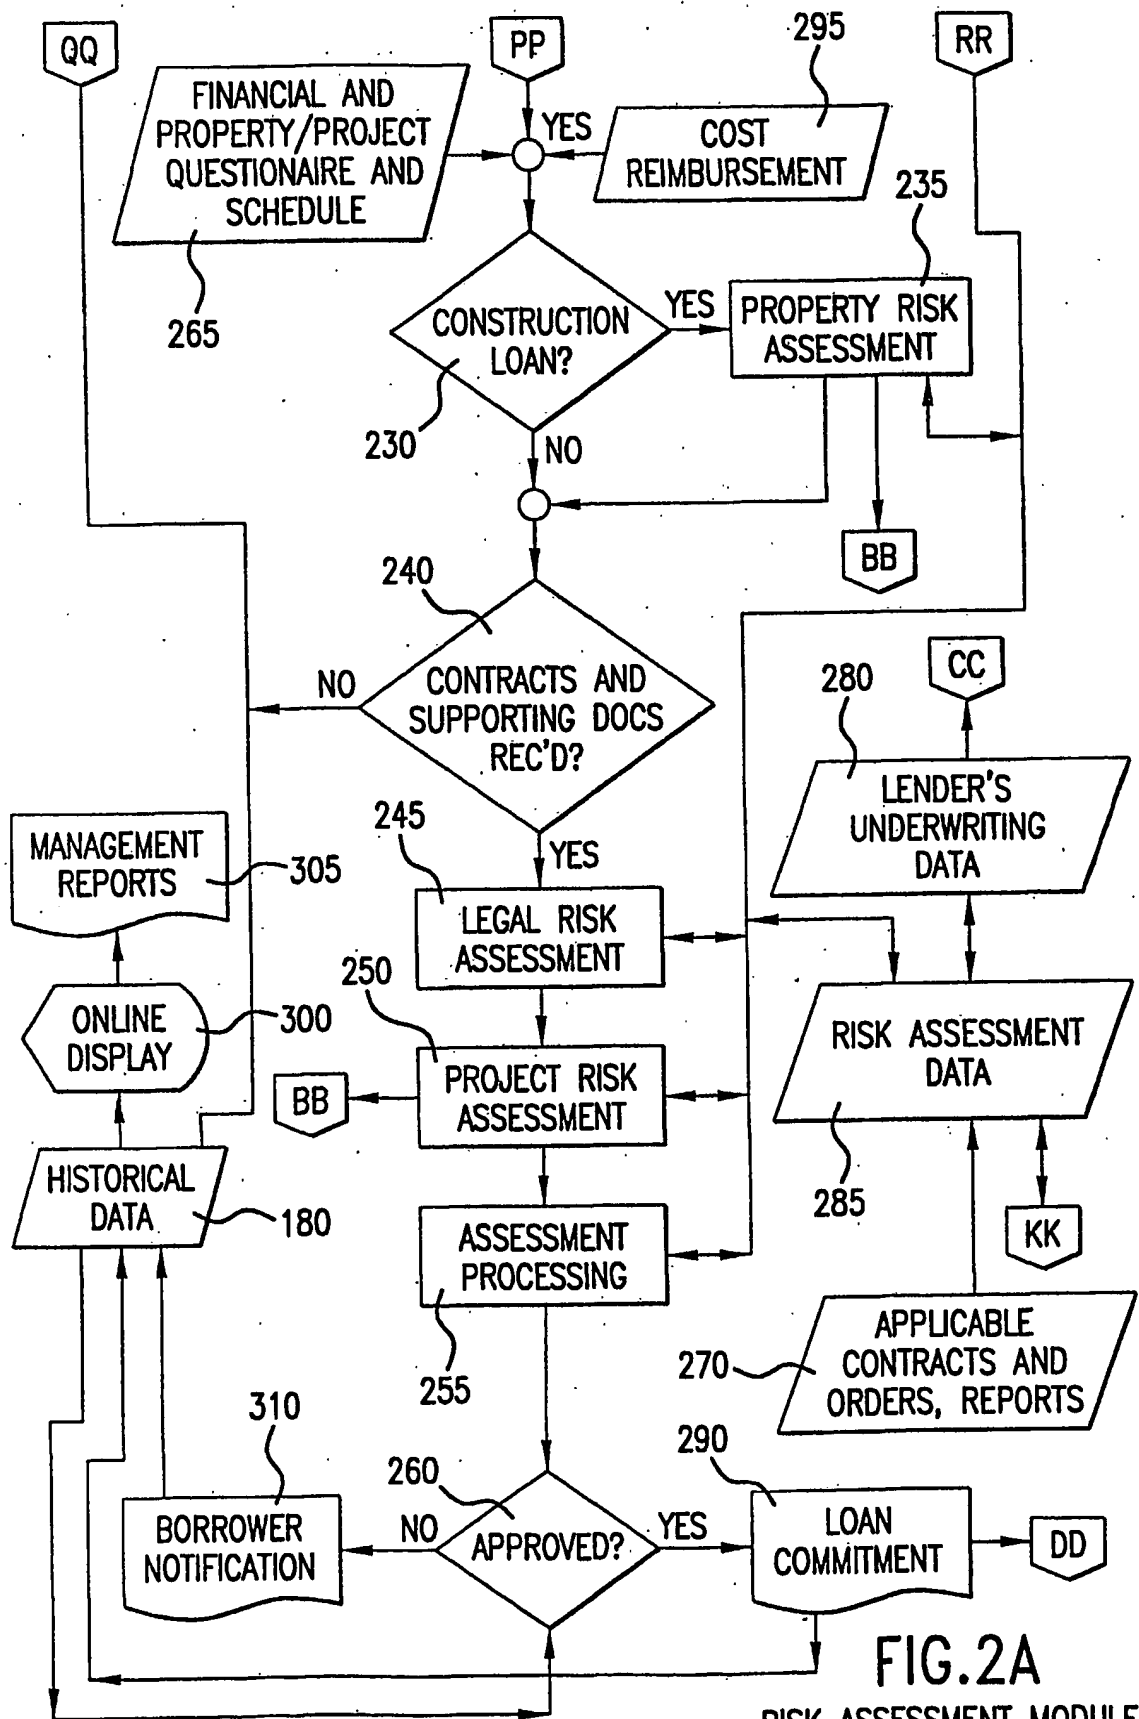 QQ
PP
RR
295
FINANCIAL AND
PROPERTY/PROJECT
QUESTIONAIRE AND
SCHEDULE
YES
COST
REIMBURSEMENT
235
265
CONSTRUCTION
LOAN?
YES
PROPERTY RISK
ASSESSMENT
230
NO
BB
240
CONTRACTS AND
SUPPORTING DOCS
REC'D?
NO
CC
280
LENDER'S
UNDERWRITING
DATA
245
YES
MANAGEMENT
REPORTS
305
LEGAL RISK
ASSESSMENT
250
ONLINE
DISPLAY
300
RISK ASSESSMENT
DATA
BB
PROJECT RISK
ASSESSMENT
285
HISTORICAL
DATA
180
KK
ASSESSMENT
PROCESSING
255
APPLICABLE
CONTRACTS AND
ORDERS, REPORTS
270
310
290
260
BORROWER
NOTIFICATION
NO
APPROVED?
YES
LOAN
COMMITMENT
DD
FIG.2A
RISK ASSESSMENT MODULE